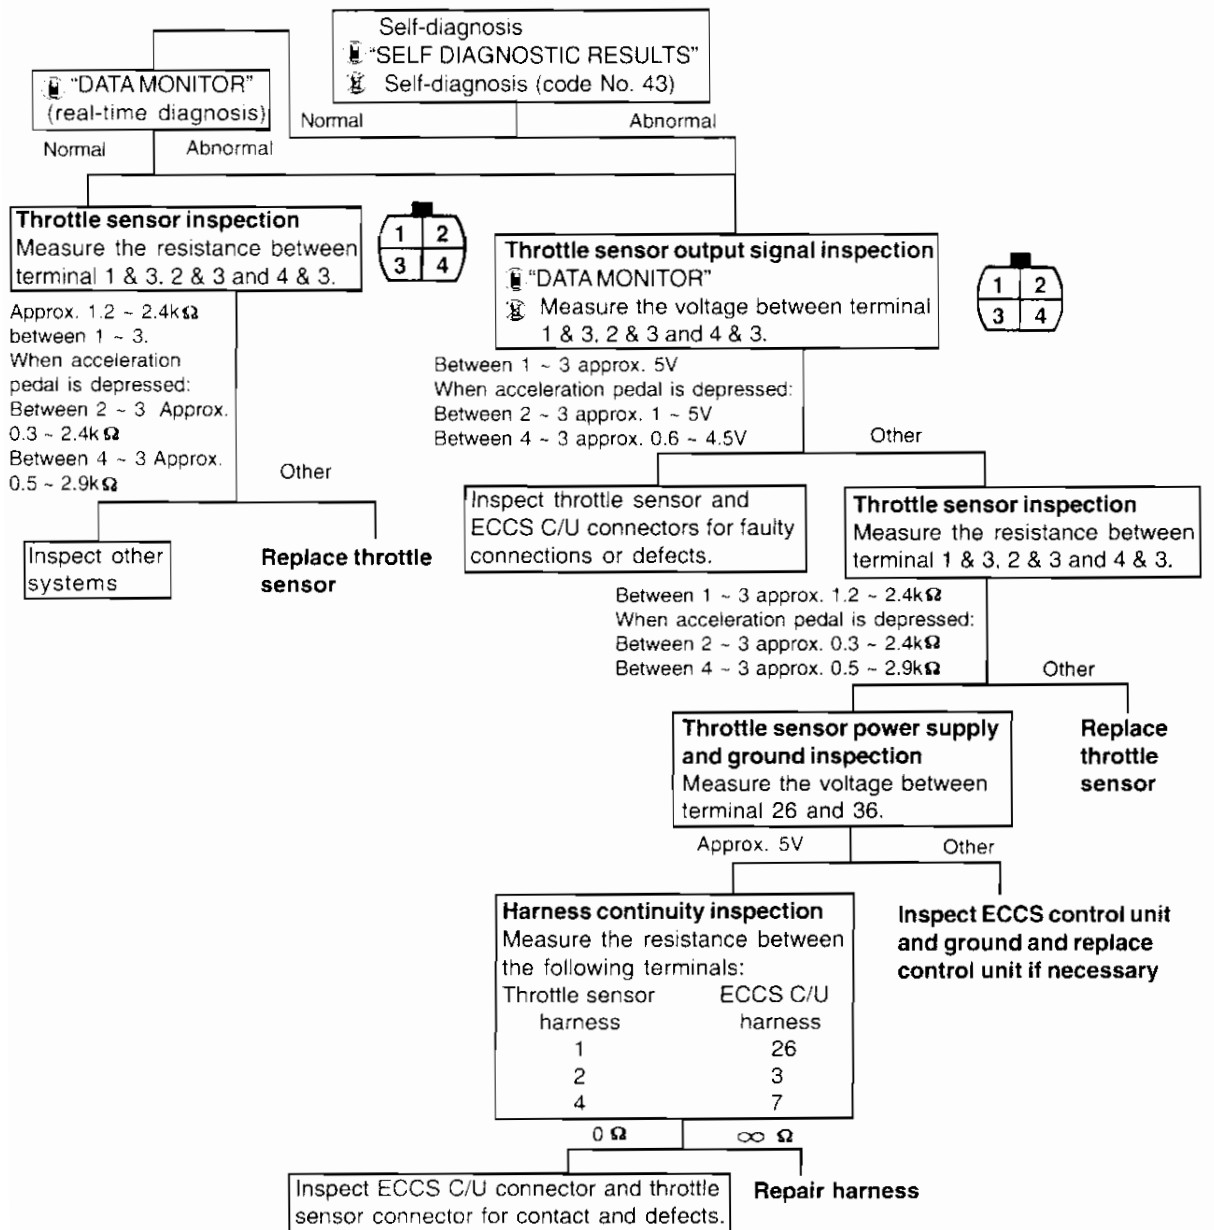 Self-diagnosis
"SELF DIAGNOSTIC RESULTS"
Self-diagnosis (code No. 43)
"DATA MONITOR"
(real-time diagnosis)
Normal
Abnormal
Normal
Abnormal
Throttle sensor inspection
Measure the resistance between
terminal 1 & 3. 2 & 3 and 4 & 3.
1 2
3 4
Approx. 1.2 ~ 2.4kΩ
between 1 ~ 3.
When acceleration
pedal is depressed:
Between 2 ~ 3 Approx.
0.3 ~ 2.4kΩ
Between 4 ~ 3 Approx.
0.5 ~ 2.9kΩ
Other
Inspect other
systems
Replace throttle
sensor
Throttle sensor output signal inspection
"DATA MONITOR"
Measure the voltage between terminal
1 & 3, 2 & 3 and 4 & 3.
1 2
3 4
Between 1 ~ 3 approx. 5V
When acceleration pedal is depressed:
Between 2 ~ 3 approx. 1 ~ 5V
Between 4 ~ 3 approx. 0.6 ~ 4.5V
Other
Inspect throttle sensor and
ECCS C/U connectors for faulty
connections or defects.
Throttle sensor inspection
Measure the resistance between
terminal 1 & 3, 2 & 3 and 4 & 3.
Between 1 ~ 3 approx. 1.2 ~ 2.4kΩ
When acceleration pedal is depressed:
Between 2 ~ 3 approx. 0.3 ~ 2.4kΩ
Between 4 ~ 3 approx. 0.5 ~ 2.9kΩ
Other
Throttle sensor power supply
and ground inspection
Measure the voltage between
terminal 26 and 36.
Replace
throttle
sensor
Approx. 5V
Other
Harness continuity inspection
Measure the resistance between
the following terminals:
Throttle sensor ECCS C/U
harness harness
1 26
2 3
4 7
Inspect ECCS control unit
and ground and replace
control unit if necessary
0 Ω
∞ Ω
Inspect ECCS C/U connector and throttle
sensor connector for contact and defects.
Repair harness